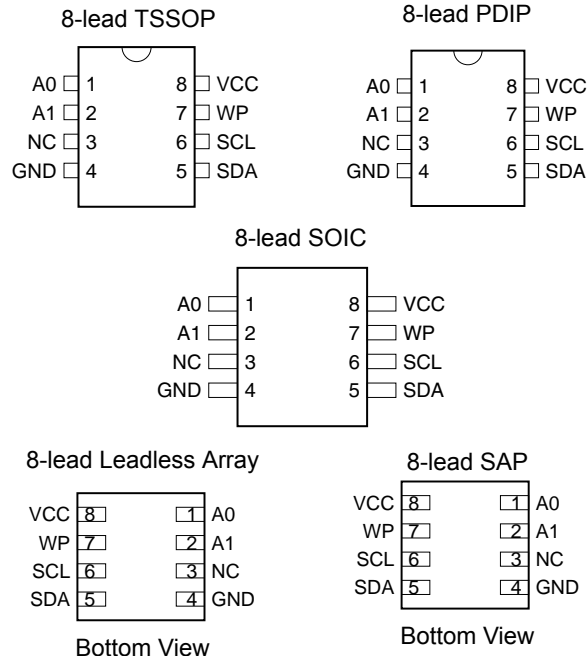 8-lead TSSOP
A0 1 8 VCC
A1 2 7 WP
NC 3 6 SCL
GND 4 5 SDA
8-lead PDIP
A0 1 8 VCC
A1 2 7 WP
NC 3 6 SCL
GND 4 5 SDA
8-lead SOIC
A0 1 8 VCC
A1 2 7 WP
NC 3 6 SCL
GND 4 5 SDA
8-lead Leadless Array
VCC 8 1 A0
WP 7 2 A1
SCL 6 3 NC
SDA 5 4 GND
Bottom View
8-lead SAP
VCC 8 1 A0
WP 7 2 A1
SCL 6 3 NC
SDA 5 4 GND
Bottom View